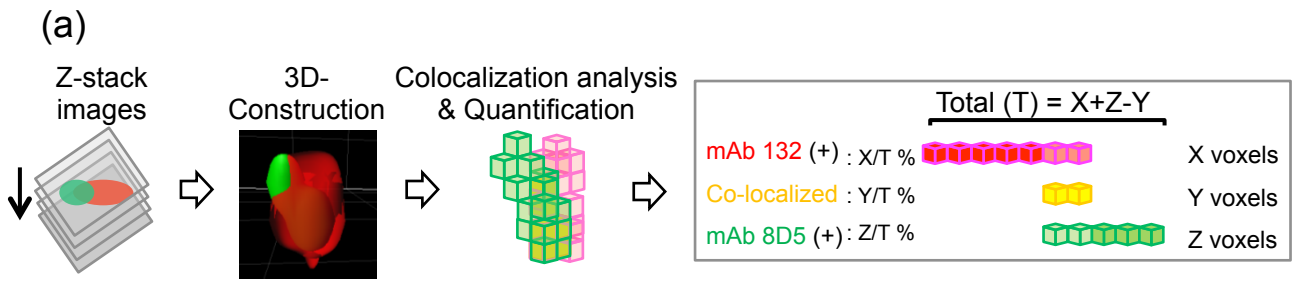 (a)
Z-stack
images
3D-
Construction
Colocalization analysis
& Quantification
Total (T) = X+Z-Y
mAb 132 (+) : X/T % X voxels
Co-localized : Y/T % Y voxels
mAb 8D5 (+) : Z/T % Z voxels